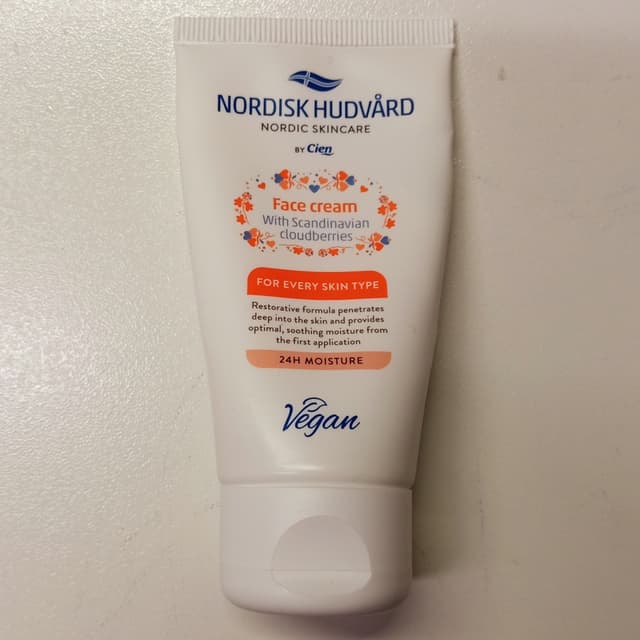 NORDISK HUDVÅRD
NORDIC SKINCARE
BY Cien
Face cream
With Scandinavian
cloudberries
FOR EVERY SKIN TYPE
Restorative formula penetrates
deep into the skin and provides
optimal, soothing moisture from
the first application
24H MOISTURE
Vegan